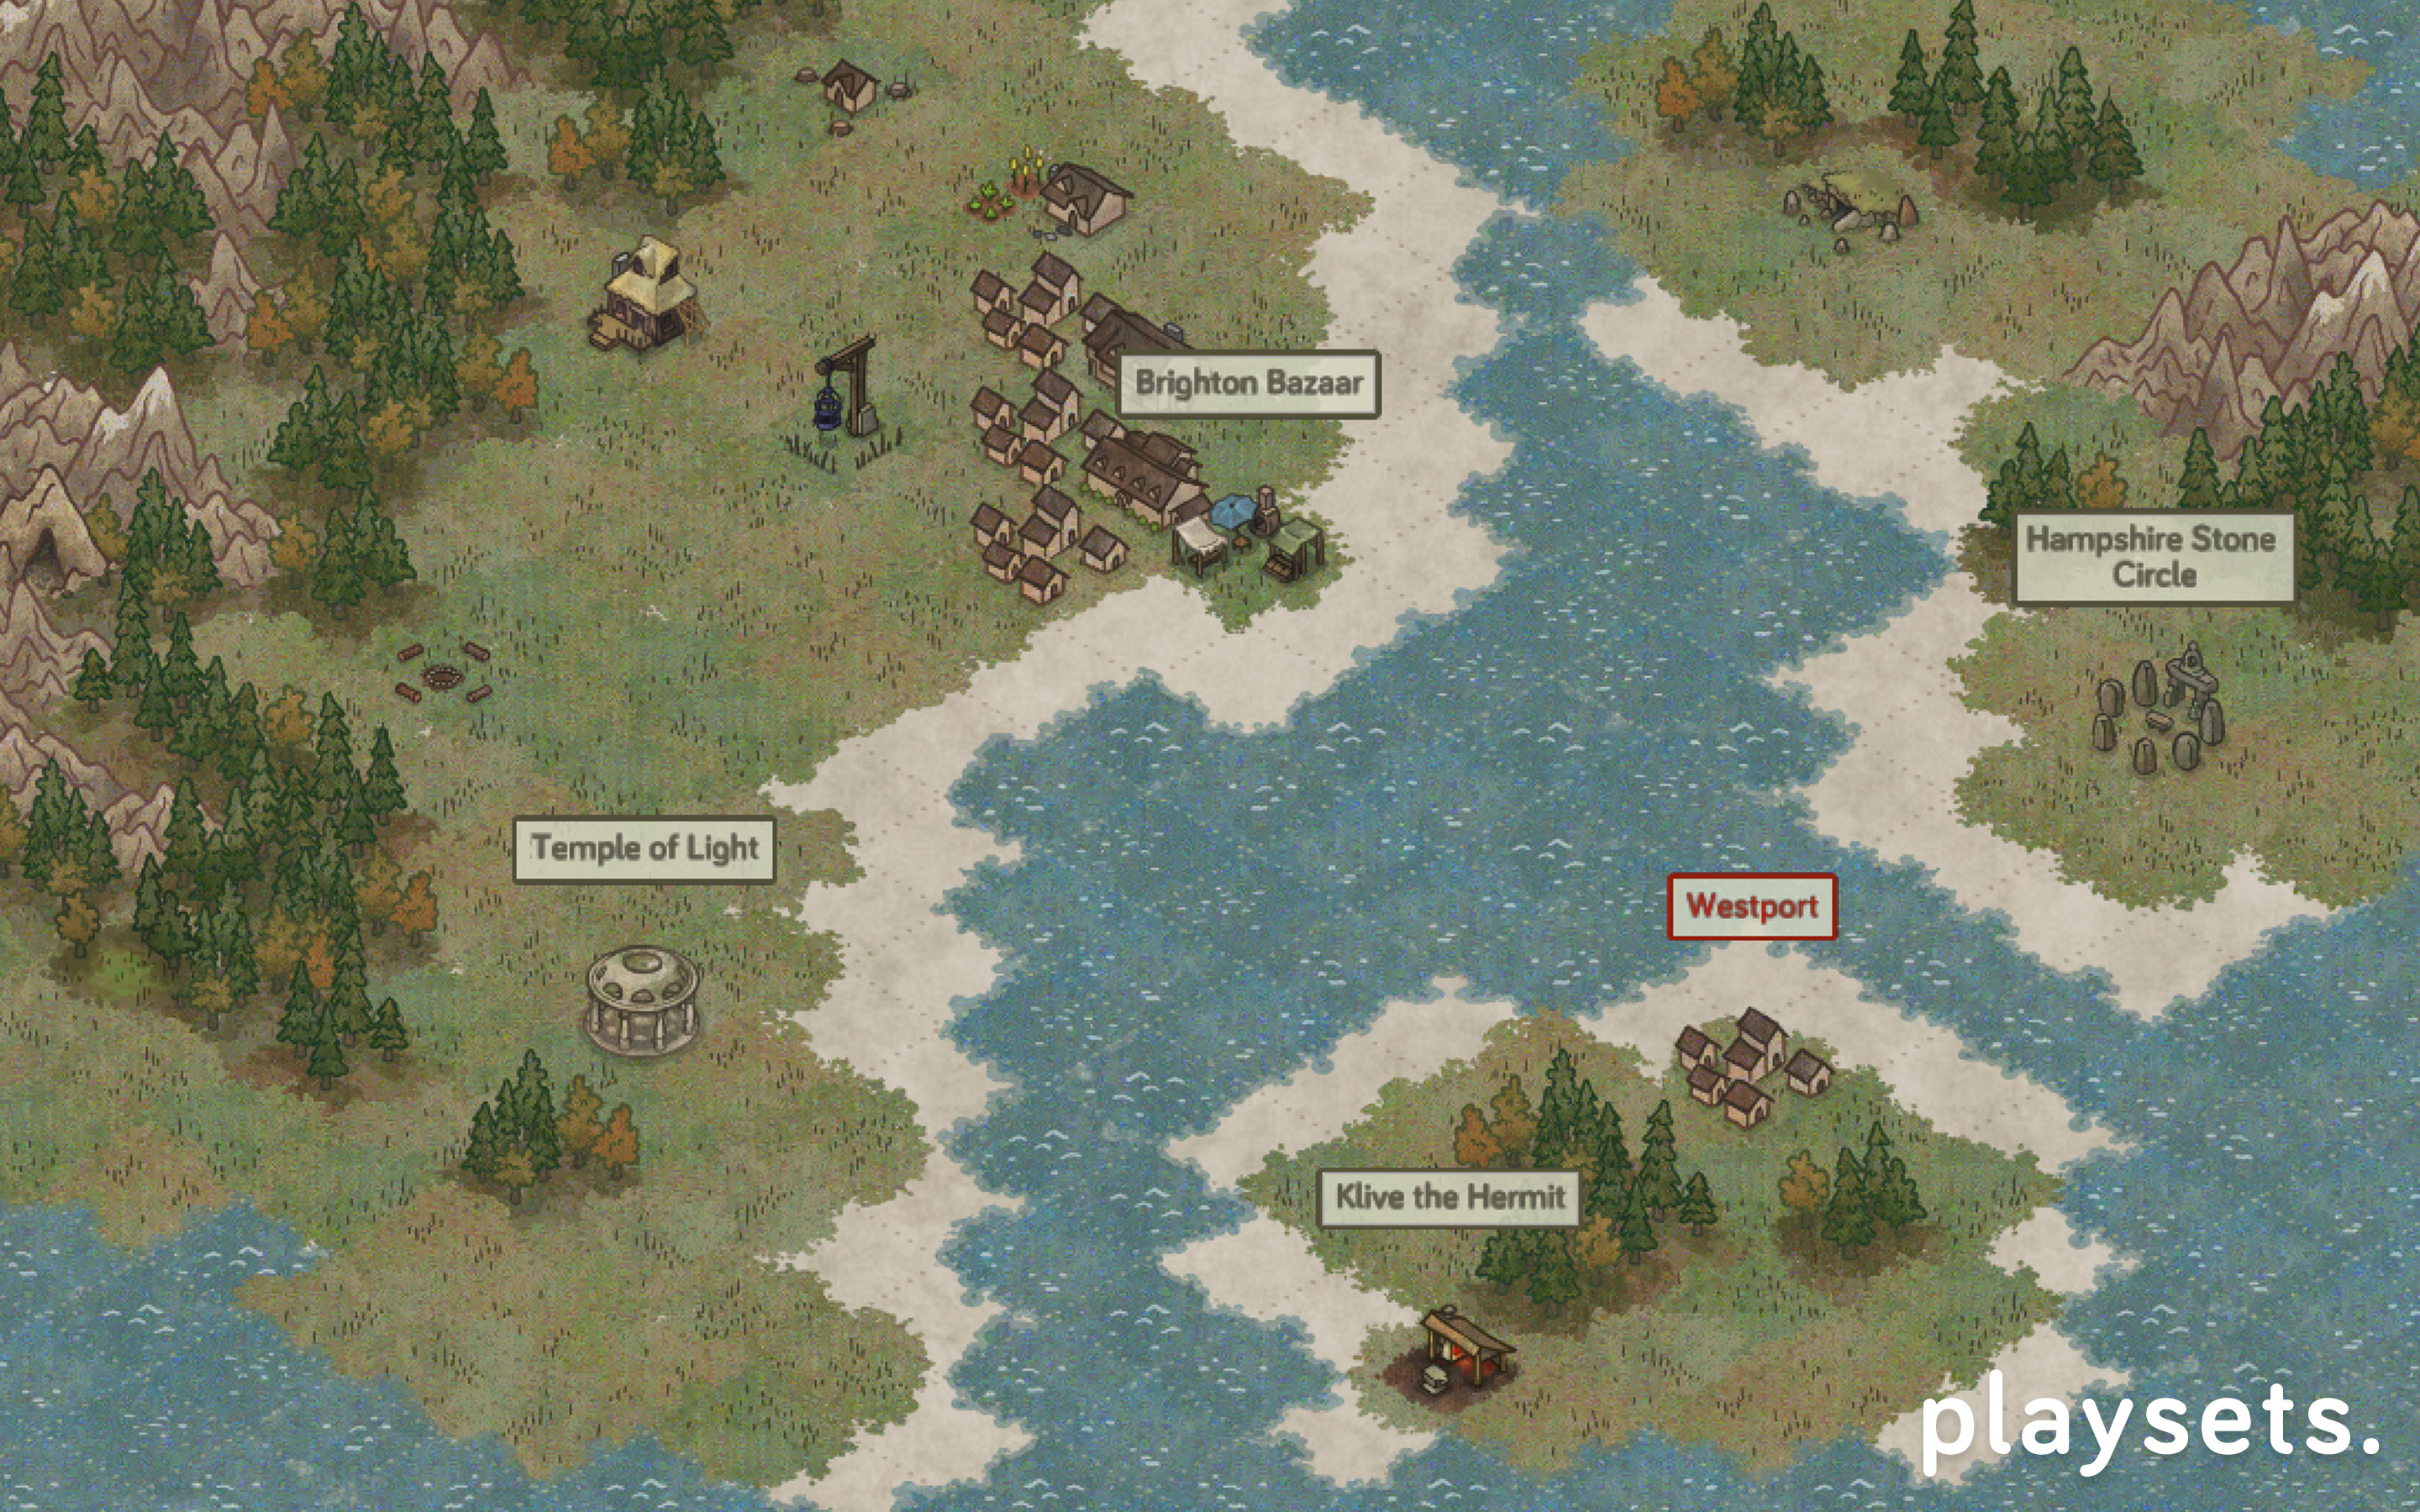 Brighton Bazaar
Hampshire Stone
Circle
Temple of Light
Westport
Klive the Hermit
playsets.